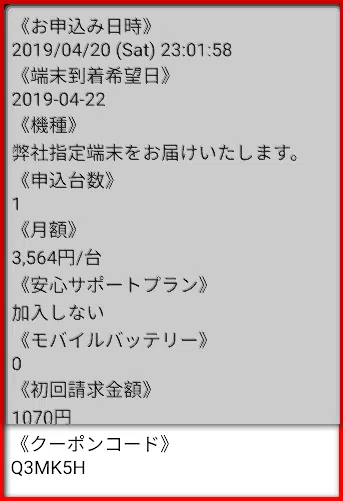 《お申込み日時》
2019/04/20 (Sat) 23:01:58
《端末到着希望日》
2019-04-22
《機種》
弊社指定端末をお届けいたします。
《申込台数》
1
《月額》
3,564円/台
《安心サポートプラン》
加入しない
《モバイルバッテリー》
0
《初回請求金額》
1070円
《クーポンコード》
Q3MK5H